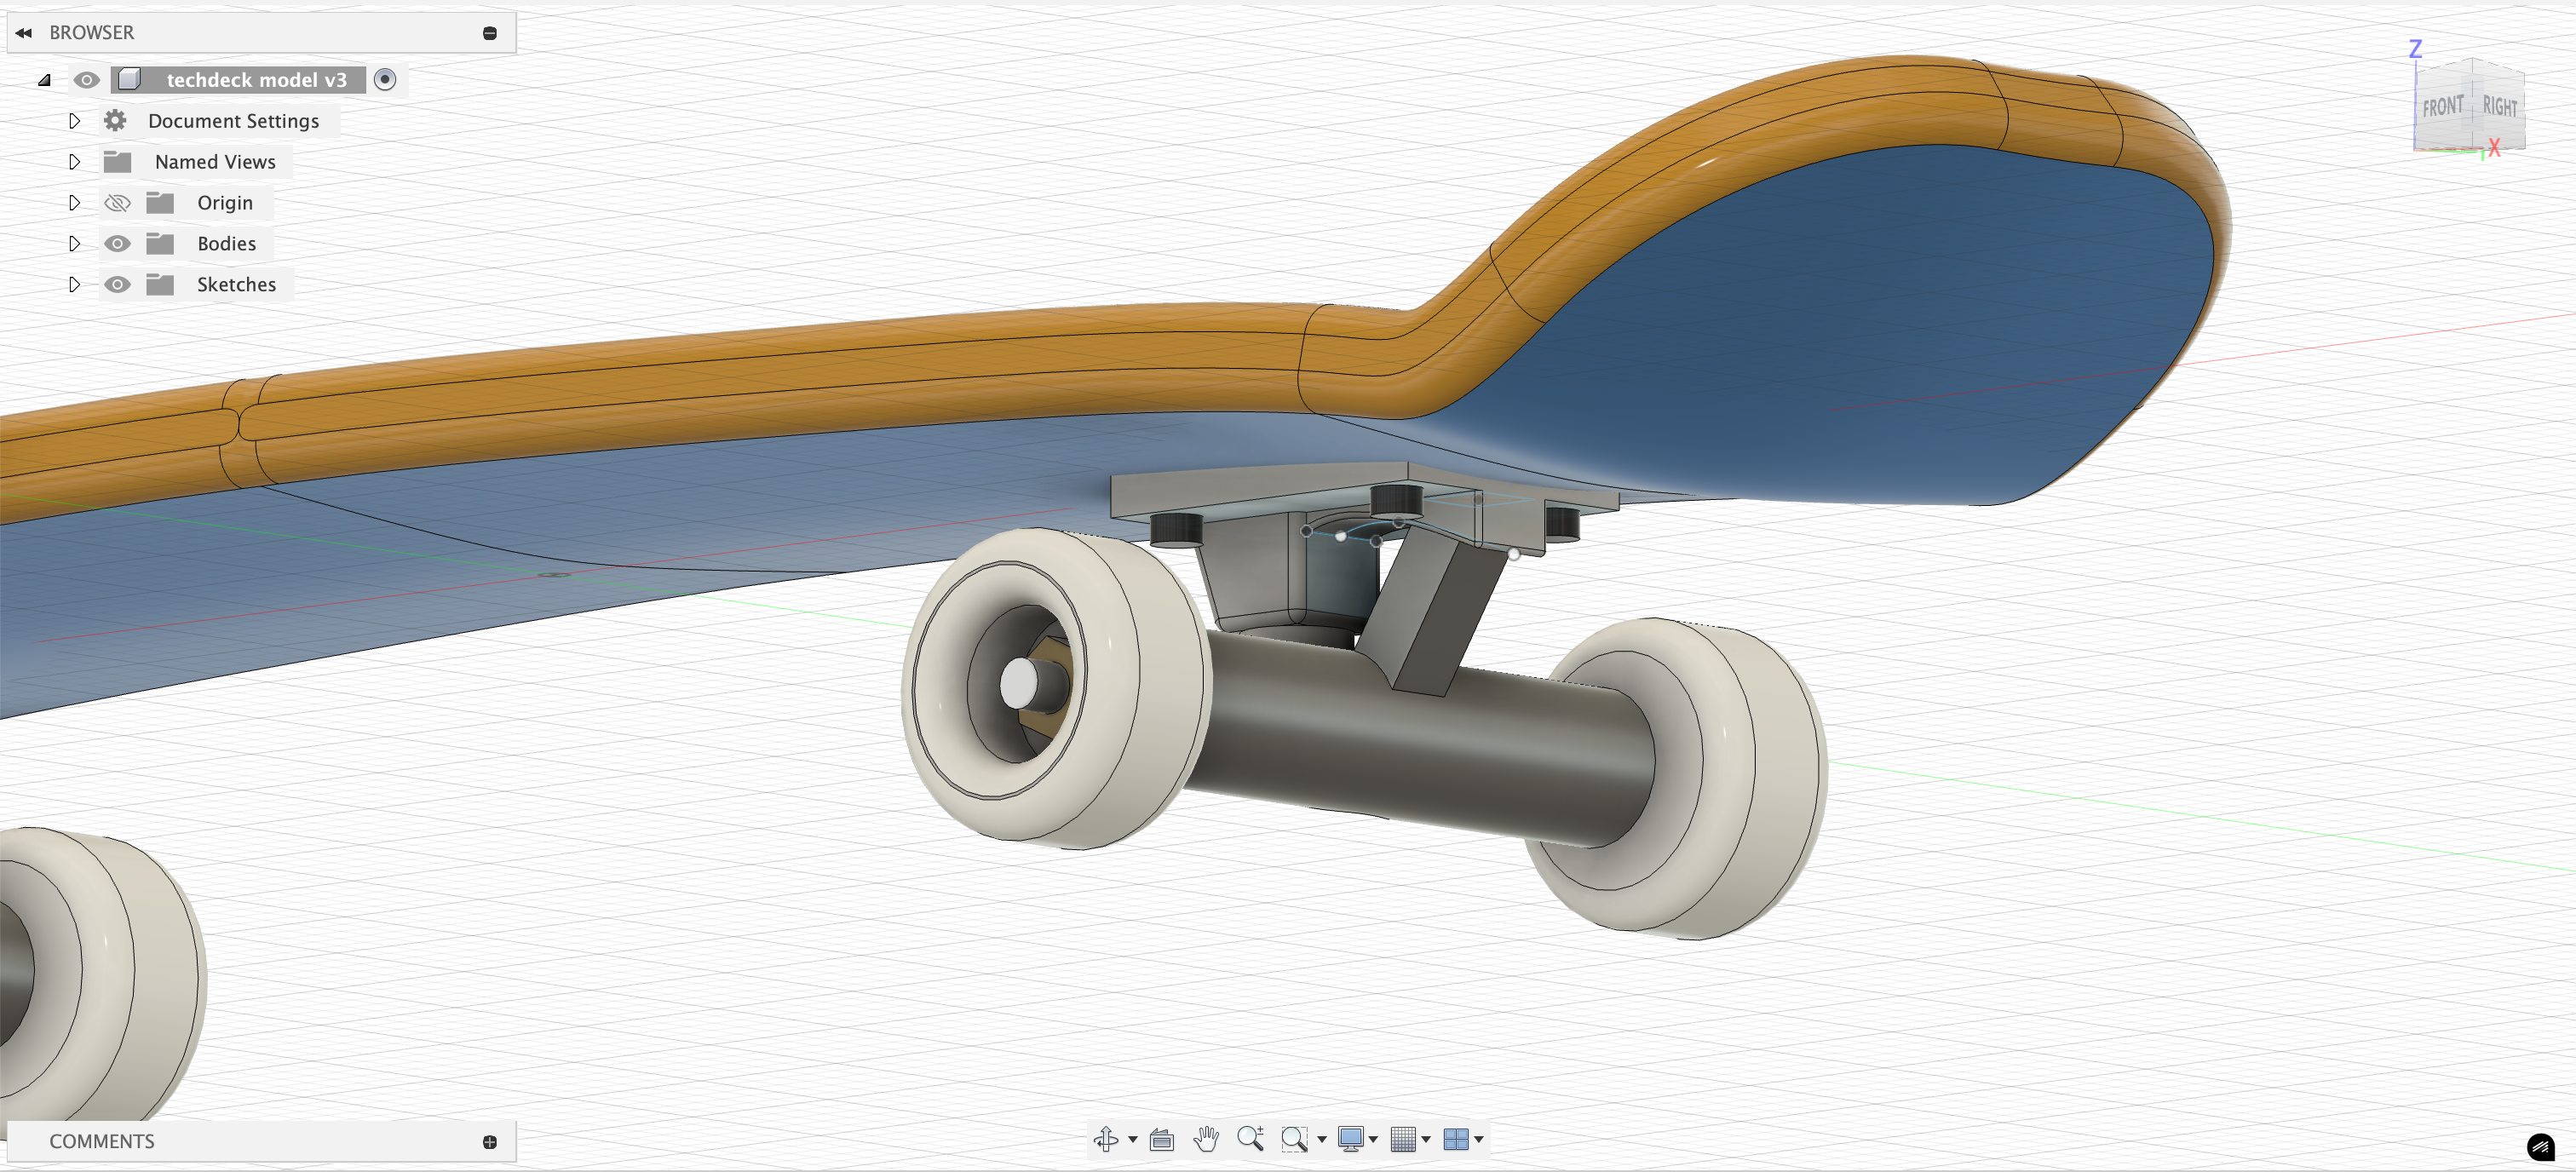 BROWSER
techdeck model v3
Document Settings
Named Views
Origin
Bodies
Sketches
Z
FRONT
RIGHT
X
COMMENTS